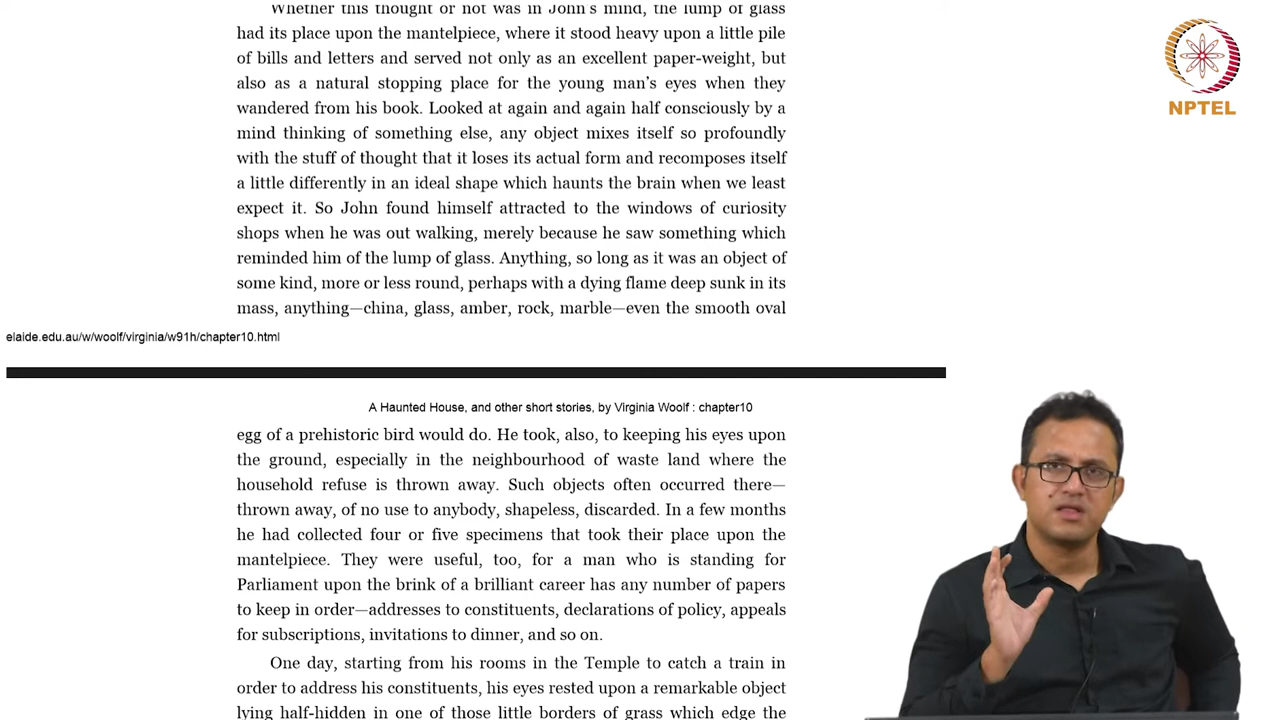 Whether this thought or not was in John's mind, the lump of glass
had its place upon the mantelpiece, where it stood heavy upon a little pile
of bills and letters and served not only as an excellent paper-weight, but
also as a natural stopping place for the young man's eyes when they
wandered from his book. Looked at again and again half consciously by a
mind thinking of something else, any object mixes itself so profoundly
with the stuff of thought that it loses its actual form and recomposes itself
a little differently in an ideal shape which haunts the brain when we least
expect it. So John found himself attracted to the windows of curiosity
shops when he was out walking, merely because he saw something which
reminded him of the lump of glass. Anything, so long as it was an object of
some kind, more or less round, perhaps with a dying flame deep sunk in its
mass, anything—china, glass, amber, rock, marble—even the smooth oval
elaide.edu.au/w/woolf/virginia/w91h/chapter10.html
A Haunted House, and other short stories, by Virginia Woolf : chapter10
egg of a prehistoric bird would do. He took, also, to keeping his eyes upon
the ground, especially in the neighbourhood of waste land where the
household refuse is thrown away. Such objects often occurred there—
thrown away, of no use to anybody, shapeless, discarded. In a few months
he had collected four or five specimens that took their place upon the
mantelpiece. They were useful, too, for a man who is standing for
Parliament upon the brink of a brilliant career has any number of papers
to keep in order—addresses to constituents, declarations of policy, appeals
for subscriptions, invitations to dinner, and so on.
One day, starting from his rooms in the Temple to catch a train in
order to address his constituents, his eyes rested upon a remarkable object
lying half-hidden in one of those little borders of grass which edge the
NPTEL